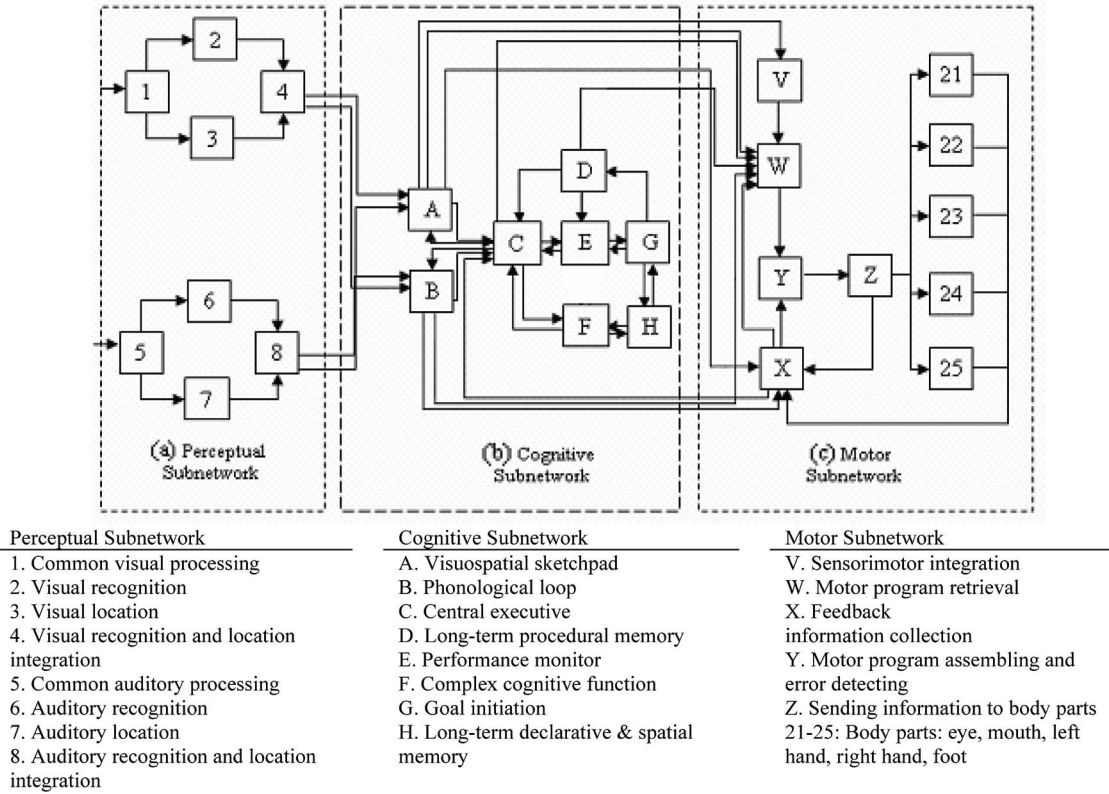 2
1
4
3
6
5
8
7
(a) Perceptual
Subnetwork
A
B
C
D
E
G
F
H
(b) Cognitive
Subnetwork
V
W
Y
Z
X
21
22
23
24
25
(c) Motor
Subnetwork
Perceptual Subnetwork
1. Common visual processing
2. Visual recognition
3. Visual location
4. Visual recognition and location
integration
5. Common auditory processing
6. Auditory recognition
7. Auditory location
8. Auditory recognition and location
integration
Cognitive Subnetwork
A. Visuospatial sketchpad
B. Phonological loop
C. Central executive
D. Long-term procedural memory
E. Performance monitor
F. Complex cognitive function
G. Goal initiation
H. Long-term declarative & spatial
memory
Motor Subnetwork
V. Sensorimotor integration
W. Motor program retrieval
X. Feedback
information collection
Y. Motor program assembling and
error detecting
Z. Sending information to body parts
21-25: Body parts: eye, mouth, left
hand, right hand, foot